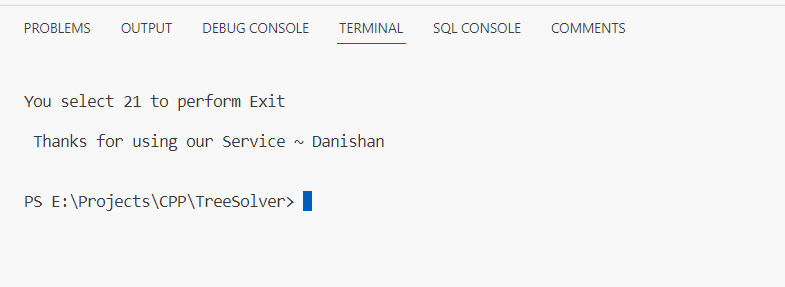 PROBLEMS OUTPUT DEBUG CONSOLE TERMINAL SQL CONSOLE COMMENTS
You select 21 to perform Exit
Thanks for using our Service ~ Danishan
PS E:\Projects\CPP\TreeSolver>